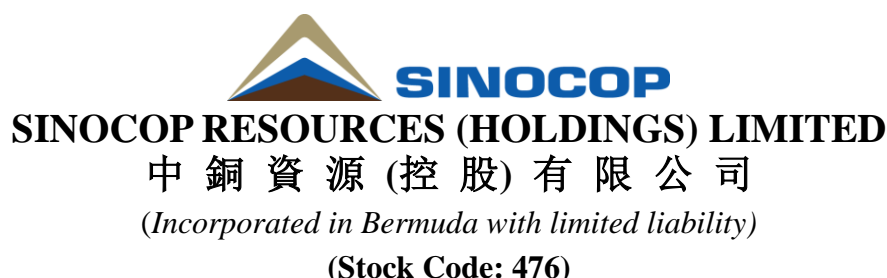 SINOCOP
SINOCOP RESOURCES (HOLDINGS) LIMITED
中 銅 資 源 (控 股) 有 限 公 司
(Incorporated in Bermuda with limited liability)
(Stock Code: 476)